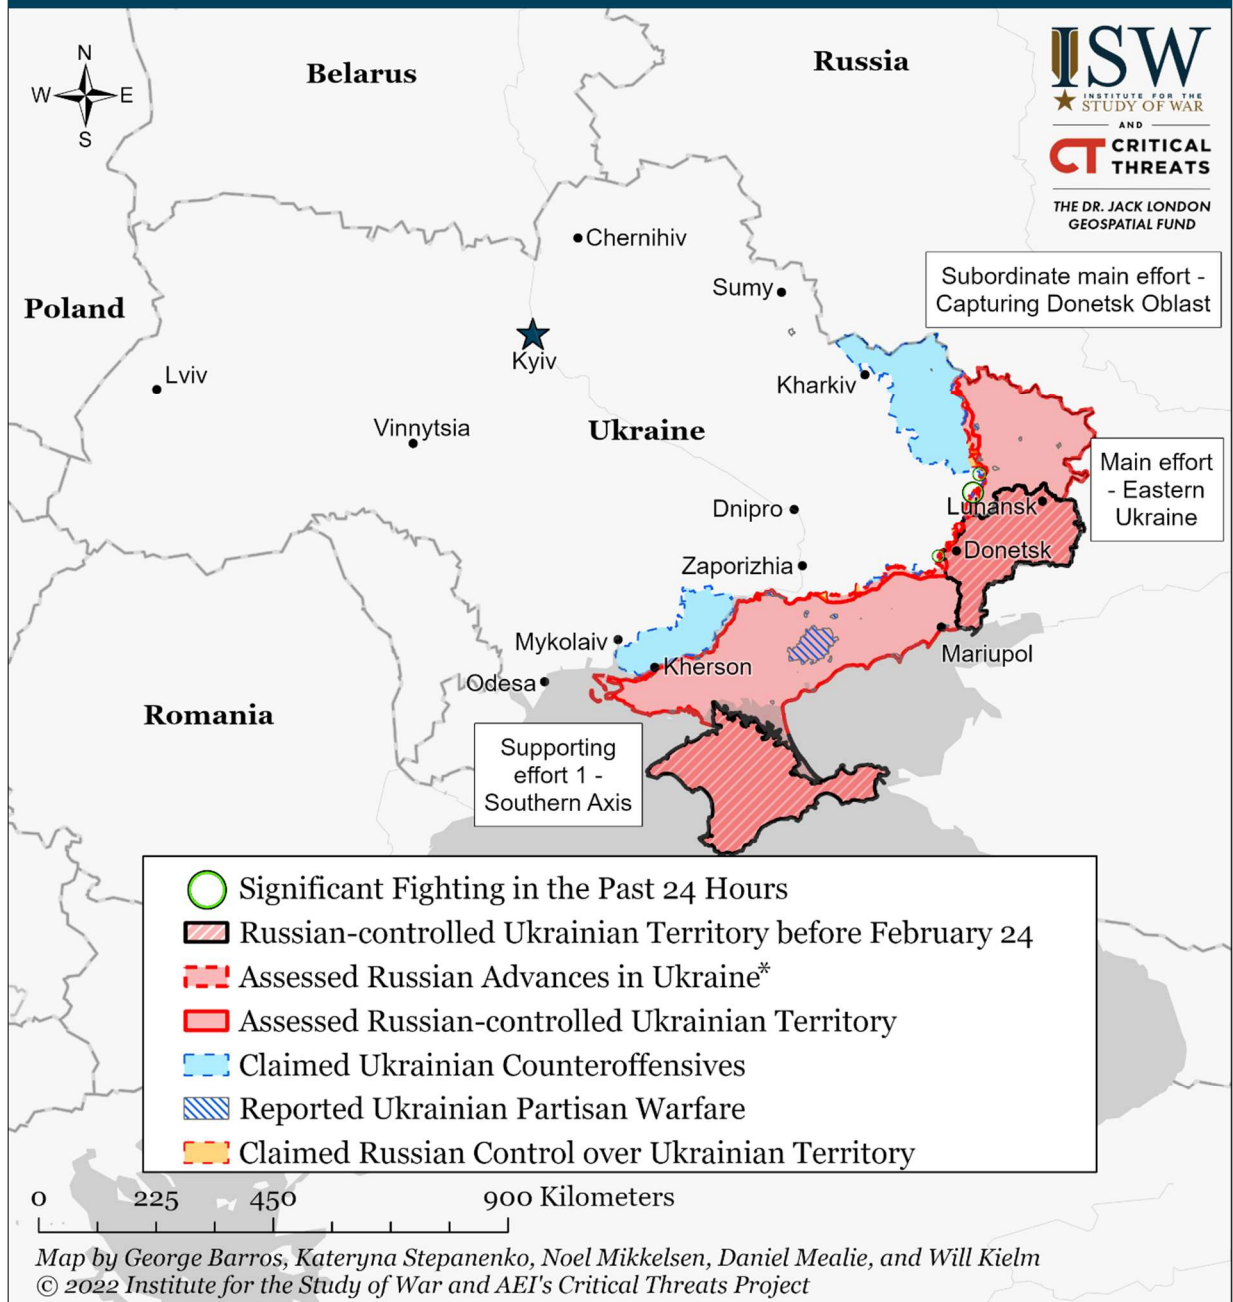 N
Belarus
Russia
ISW
W
E
INSTITUTE FOR THE
STUDY OF WAR
S
AND
CT CRITICAL
THREATS
THE DR. JACK LONDON
GEOSPATIAL FUND
Chernihiv
Subordinate main effort -
Capturing Donetsk Oblast
Sumy
Poland
Kyiv
Lviv
Kharkiv
Vinnytsia
Ukraine
Main effort
- Eastern
Ukraine
Luhansk
Dnipro
Donetsk
Zaporizhia
Mykolaiv
Mariupol
Kherson
Odesa
Romania
Supporting
effort 1 -
Southern Axis
Significant Fighting in the Past 24 Hours
Russian-controlled Ukrainian Territory before February 24
Assessed Russian Advances in Ukraine*
Assessed Russian-controlled Ukrainian Territory
Claimed Ukrainian Counteroffensives
Reported Ukrainian Partisan Warfare
Claimed Russian Control over Ukrainian Territory
0 225 450 900 Kilometers
Map by George Barros, Kateryna Stepanenko, Noel Mikkelsen, Daniel Mealie, and Will Kielm
© 2022 Institute for the Study of War and AEI's Critical Threats Project